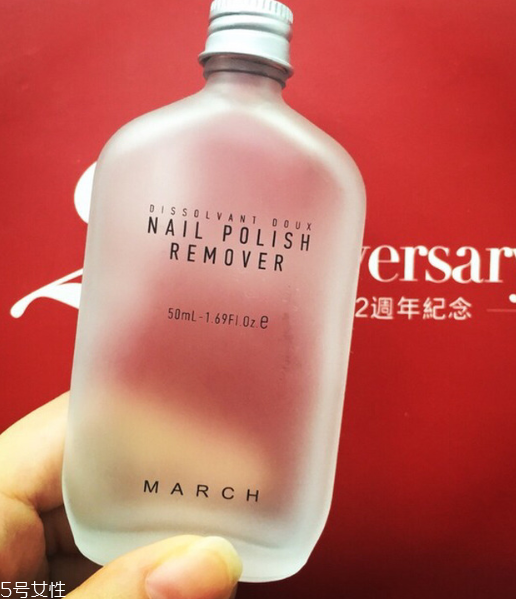 DISSOLVANT DOUX
NAIL POLISH
REMOVER
50mL-1.69Fl.Oz.e
MARCH
2
versary
2週年紀念
5号女性